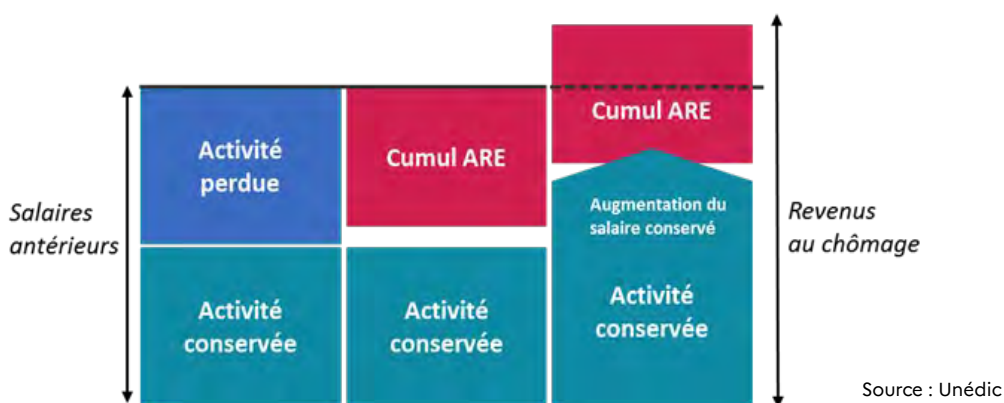 Salaires
antérieurs
Activité
perdue
Activité
conservée
Cumul ARE
Activité
conservée
Cumul ARE
Augmentation du
salaire conservé
Activité
conservée
Revenus
au chômage
Source : Unédic